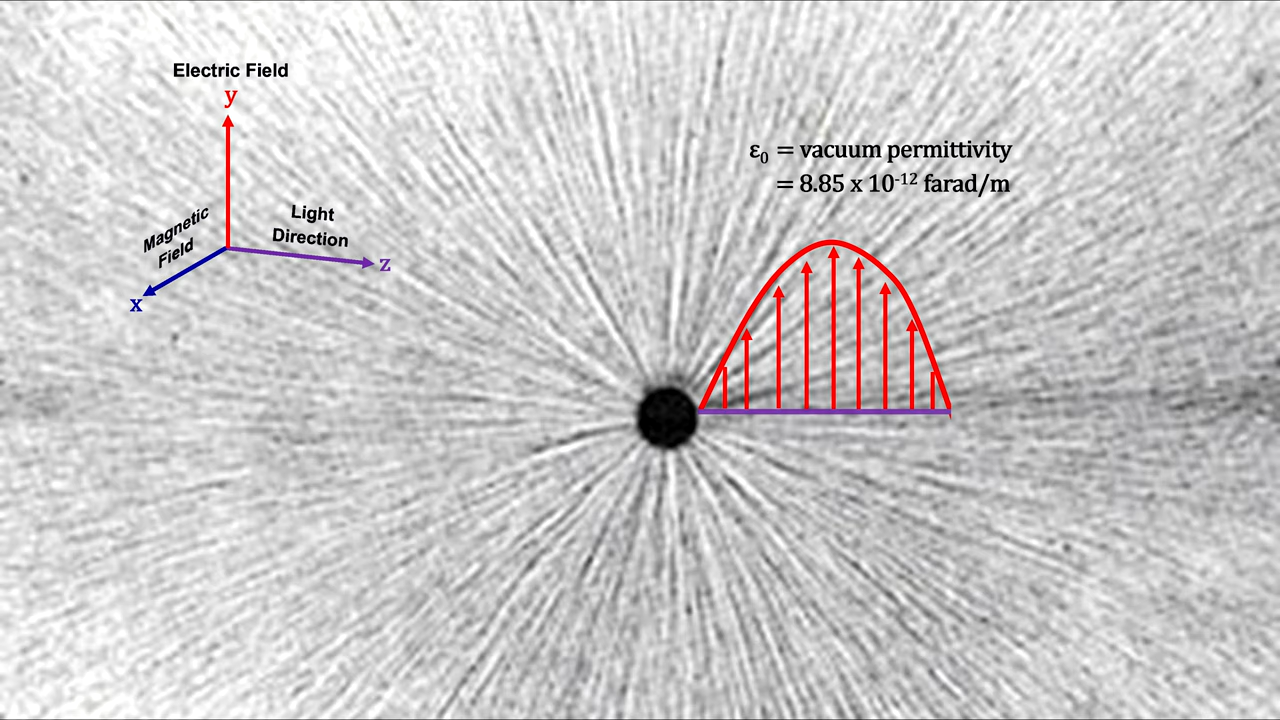 Electric Field
y
Magnetic
Field
Light
Direction
z
x
ε₀ = vacuum permittivity
= 8.85 x 10⁻¹² farad/m